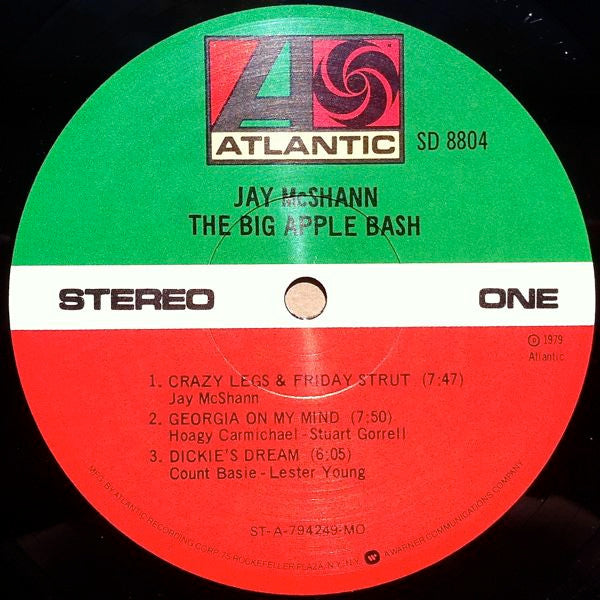 ATLANTIC
SD 8804
JAY McSHANN
THE BIG APPLE BASH
STEREO
ONE
Ⓟ 1979
Atlantic
1. CRAZY LEGS & FRIDAY STRUT (7:47)
Jay McShann
2. GEORGIA ON MY MIND (7:50)
Hoagy Carmichael - Stuart Gorrell
3. DICKIE'S DREAM (6:05)
Count Basie - Lester Young
ST-A-794249-MO
MFG. BY ATLANTIC RECORDING CORP. 75 ROCKEFELLER PLAZA, N.Y., N.Y. A WARNER COMMUNICATIONS COMPANY